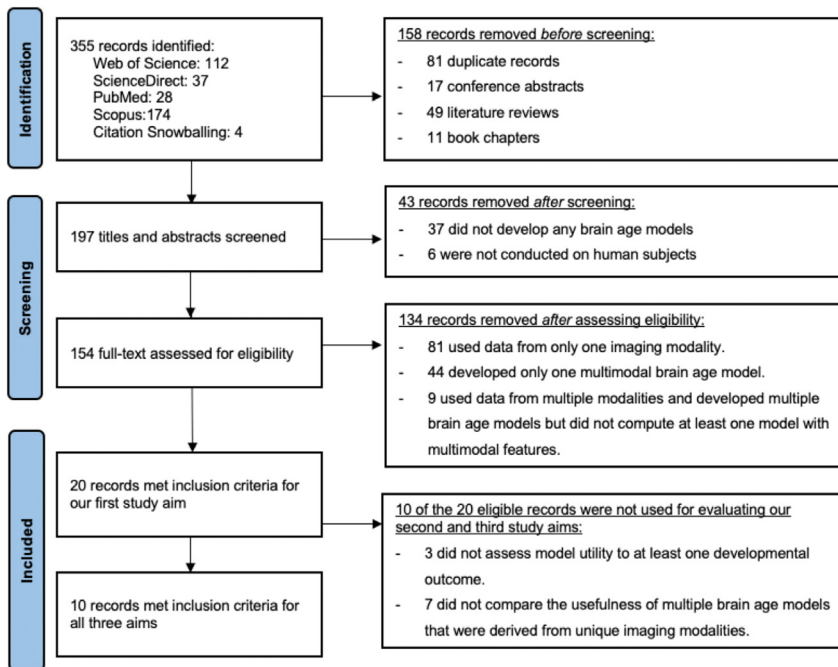 Identification
355 records identified:
Web of Science: 112
ScienceDirect: 37
PubMed: 28
Scopus:174
Citation Snowballing: 4
158 records removed before screening:
- 81 duplicate records
- 17 conference abstracts
- 49 literature reviews
- 11 book chapters
Screening
197 titles and abstracts screened
43 records removed after screening:
- 37 did not develop any brain age models
- 6 were not conducted on human subjects
154 full-text assessed for eligibility
134 records removed after assessing eligibility:
- 81 used data from only one imaging modality.
- 44 developed only one multimodal brain age model.
- 9 used data from multiple modalities and developed multiple
brain age models but did not compute at least one model with
multimodal features.
Included
20 records met inclusion criteria for
our first study aim
10 of the 20 eligible records were not used for evaluating our
second and third study aims:
- 3 did not assess model utility to at least one developmental
outcome.
- 7 did not compare the usefulness of multiple brain age models
that were derived from unique imaging modalities.
10 records met inclusion criteria for
all three aims